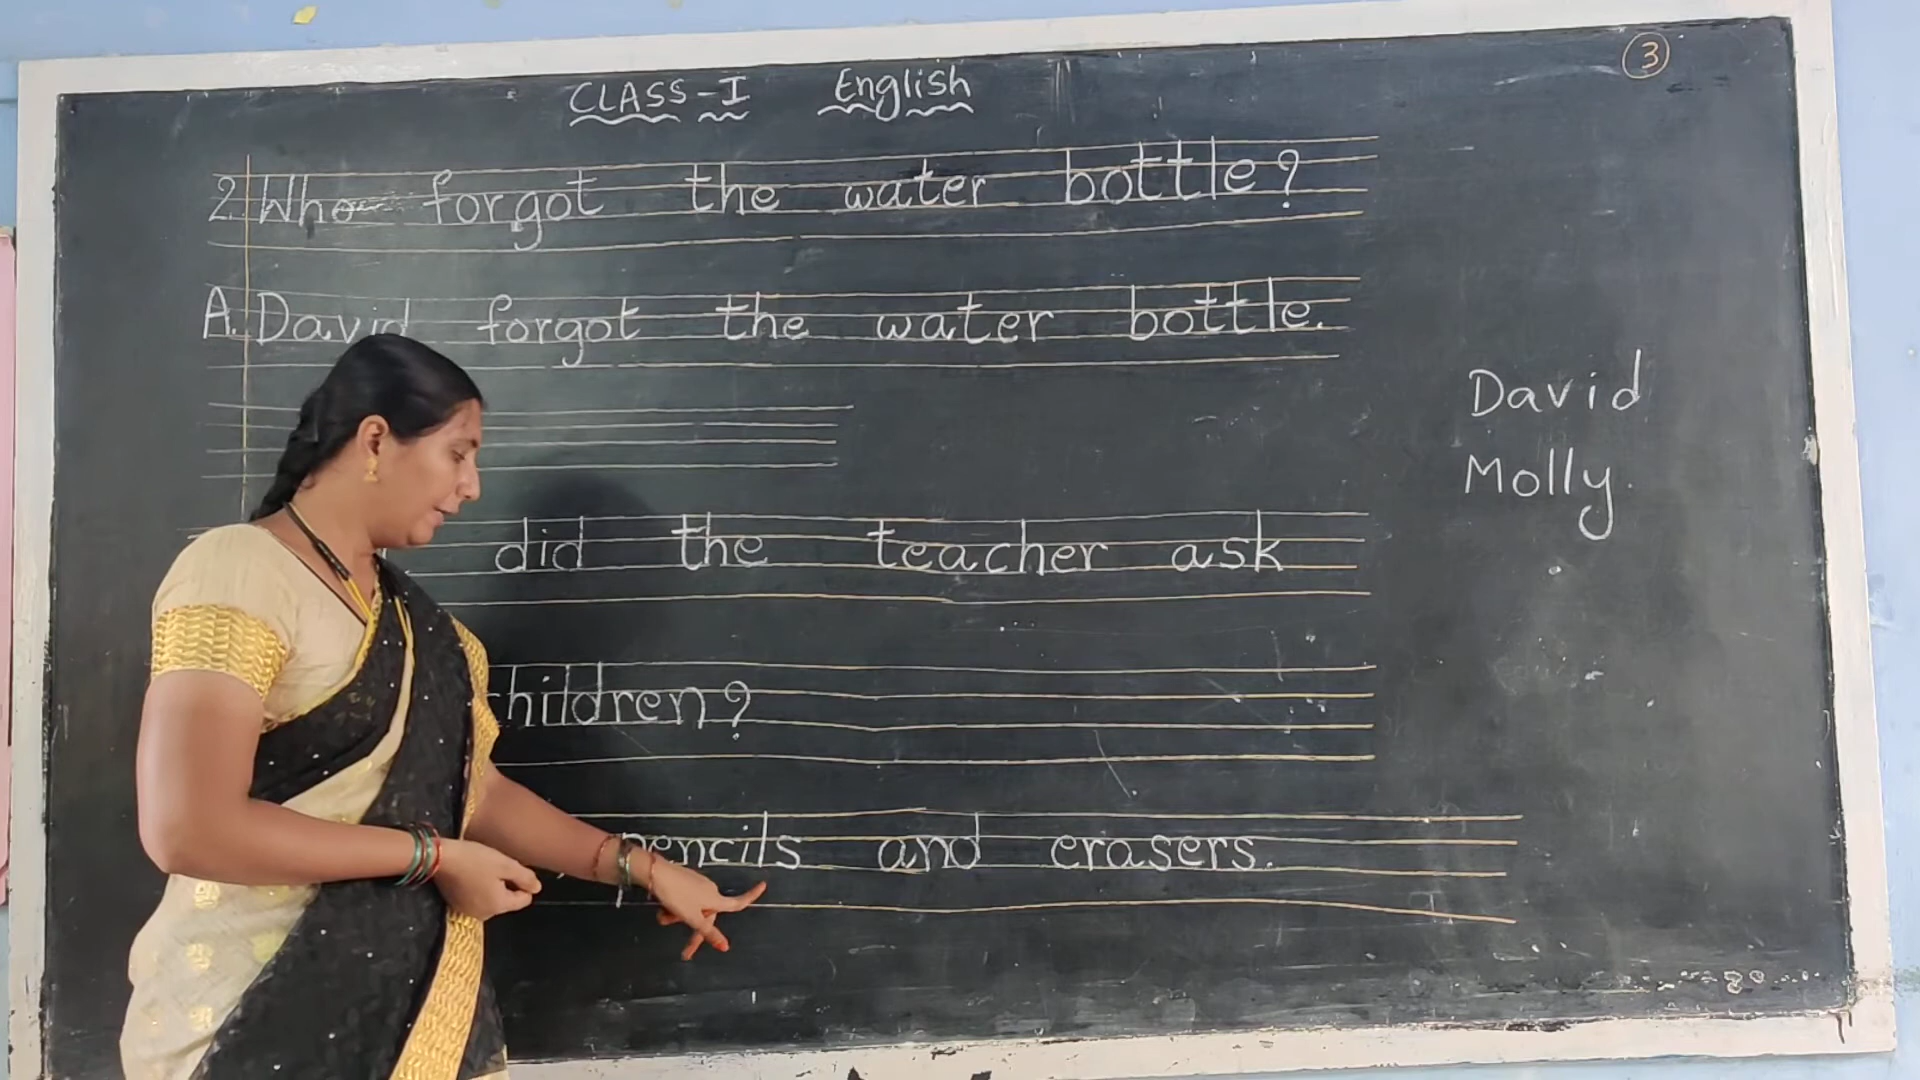 3
CLASS-I English
2. Who forgot the water bottle?
A. David forgot the water bottle.
David
Molly.
did the teacher ask
children?
pencils and erasers.